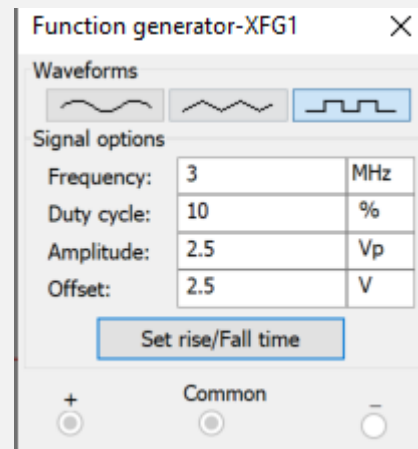 Function generator-XFG1
Waveforms
Signal options
Frequency: 3 MHz
Duty cycle: 10 %
Amplitude: 2.5 Vp
Offset: 2.5 V
Set rise/Fall time
+ Common −